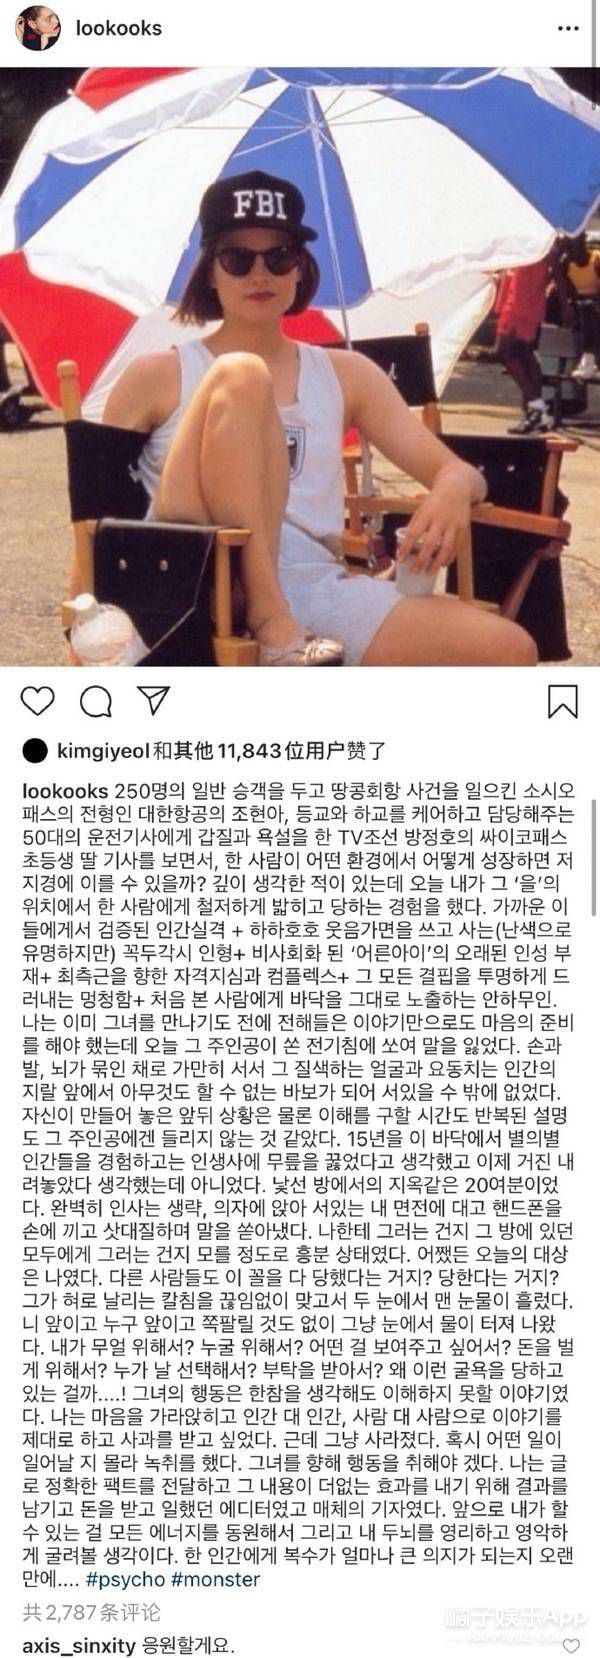 lookooks
FBI
kimgiyeol和其他11,843位用户赞了
lookooks 250명의 일반 승객을 두고 땅콩회항 사건을 일으킨 소시오
패스의 전형인 대한항공의 조현아, 등교와 하교를 케어하고 담당해주는
50대의 운전기사에게 갑질과 욕설을 한 TV조선 방정호의 싸이코패스
초등생 딸 기사를 보면서, 한 사람이 어떤 환경에서 어떻게 성장하면 저
지경에 이를 수 있을까? 깊이 생각한 적이 있는데 오늘 내가 그 ‘을’의
위치에서 한 사람에게 철저하게 밟히고 당하는 경험을 했다. 가까운 이
들에게서 검증된 인간실격 + 하하호호 웃음가면을 쓰고 사는(난색으로
유명하지만) 꼭두각시 인형+ 비사회화 된 ‘어른아이’의 오래된 인성 부
재+ 최측근을 향한 자격지심과 컴플렉스+ 그 모든 결핍을 투명하게 드
러내는 멍청함+ 처음 본 사람에게 바닥을 그대로 노출하는 안하무인.
나는 이미 그녀를 만나기도 전에 전해들은 이야기만으로도 마음의 준비
를 해야 했는데 오늘 그 주인공이 쏜 전기침에 쏘여 말을 잃었다. 손과
발, 뇌가 묶인 채로 가만히 서서 그 질색하는 얼굴과 요동치는 인간의
지랄 앞에서 아무것도 할 수 없는 바보가 되어 서있을 수 밖에 없었다.
자신이 만들어 놓은 앞뒤 상황은 물론 이해를 구할 시간도 반복된 설명
도 그 주인공에겐 들리지 않는 것 같았다. 15년을 이 바닥에서 별의별
인간들을 경험하고는 인생사에 무릎을 꿇었다고 생각했고 이제 거진 내
려놓았다 생각했는데 아니었다. 낯선 방에서의 지옥같은 20여분이었
다. 완벽히 인사는 생략, 의자에 앉아 서있는 내 면전에 대고 핸드폰을
손에 끼고 삿대질하며 말을 쏟아냈다. 나한테 그러는 건지 그 방에 있던
모두에게 그러는 건지 모를 정도로 흥분 상태였다. 어쨌든 오늘의 대상
은 나였다. 다른 사람들도 이 꼴을 다 당했다는 거지? 당한다는 거지?
그가 혀로 날리는 칼침을 끊임없이 맞고서 두 눈에서 맨 눈물이 흘렀다.
니 앞이고 누구 앞이고 쪽팔릴 것도 없이 그냥 눈에서 물이 터져 나왔
다. 내가 무얼 위해서? 누굴 위해서? 어떤 걸 보여주고 싶어서? 돈을 벌
게 위해서? 누가 날 선택해서? 부탁을 받아서? 왜 이런 굴욕을 당하고
있는 걸까....! 그녀의 행동은 한참을 생각해도 이해하지 못할 이야기였
다. 나는 마음을 가라앉히고 인간 대 인간, 사람 대 사람으로 이야기를
제대로 하고 사과를 받고 싶었다. 근데 그냥 사라졌다. 혹시 어떤 일이
일어날 지 몰라 녹취를 했다. 그녀를 향해 행동을 취해야 겠다. 나는 글
로 정확한 팩트를 전달하고 그 내용이 더없는 효과를 내기 위해 결과를
남기고 돈을 받고 일했던 에디터였고 매체의 기자였다. 앞으로 내가 할
수 있는 걸 모든 에너지를 동원해서 그리고 내 두뇌를 영리하고 영악하
게 굴려볼 생각이다. 한 인간에게 복수가 얼마나 큰 의지가 되는지 오랜
만에.... #psycho #monster
共2,787条评论
橘子娱乐App
axis_sinxity 응원할게요.